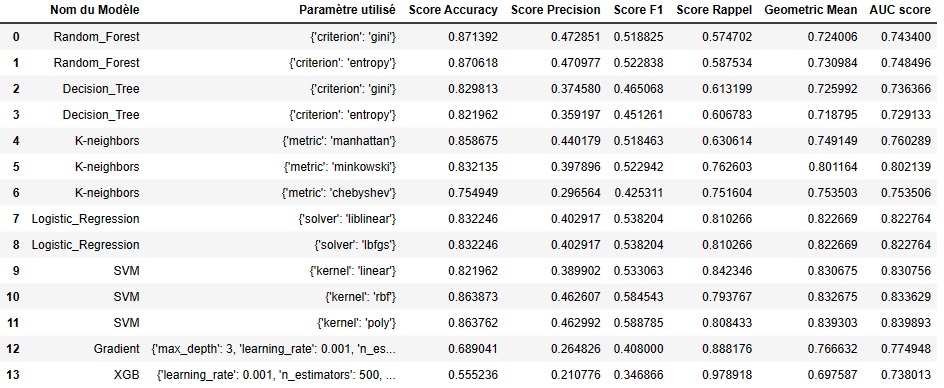 Nom du Modèle Paramètre utilisé Score Accuracy Score Precision Score F1 Score Rappel Geometric Mean AUC score
0 Random_Forest {'criterion': 'gini'} 0.871392 0.472851 0.518825 0.574702 0.724006 0.743400
1 Random_Forest {'criterion': 'entropy'} 0.870618 0.470977 0.522838 0.587534 0.730984 0.748496
2 Decision_Tree {'criterion': 'gini'} 0.829813 0.374580 0.465068 0.613199 0.725992 0.736366
3 Decision_Tree {'criterion': 'entropy'} 0.821962 0.359197 0.451261 0.606783 0.718795 0.729133
4 K-neighbors {'metric': 'manhattan'} 0.858675 0.440179 0.518463 0.630614 0.749149 0.760289
5 K-neighbors {'metric': 'minkowski'} 0.832135 0.397896 0.522942 0.762603 0.801164 0.802139
6 K-neighbors {'metric': 'chebyshev'} 0.754949 0.296564 0.425311 0.751604 0.753503 0.753506
7 Logistic_Regression {'solver': 'liblinear'} 0.832246 0.402917 0.538204 0.810266 0.822669 0.822764
8 Logistic_Regression {'solver': 'lbfgs'} 0.832246 0.402917 0.538204 0.810266 0.822669 0.822764
9 SVM {'kernel': 'linear'} 0.821962 0.389902 0.533063 0.842346 0.830675 0.830756
10 SVM {'kernel': 'rbf'} 0.863873 0.462607 0.584543 0.793767 0.832675 0.833629
11 SVM {'kernel': 'poly'} 0.863762 0.462992 0.588785 0.808433 0.839303 0.839893
12 Gradient {'max_depth': 3, 'learning_rate': 0.001, 'n_es... 0.689041 0.264826 0.408000 0.888176 0.766632 0.774948
13 XGB {'learning_rate': 0.001, 'n_estimators': 500, ... 0.555236 0.210776 0.346866 0.978918 0.697587 0.738013